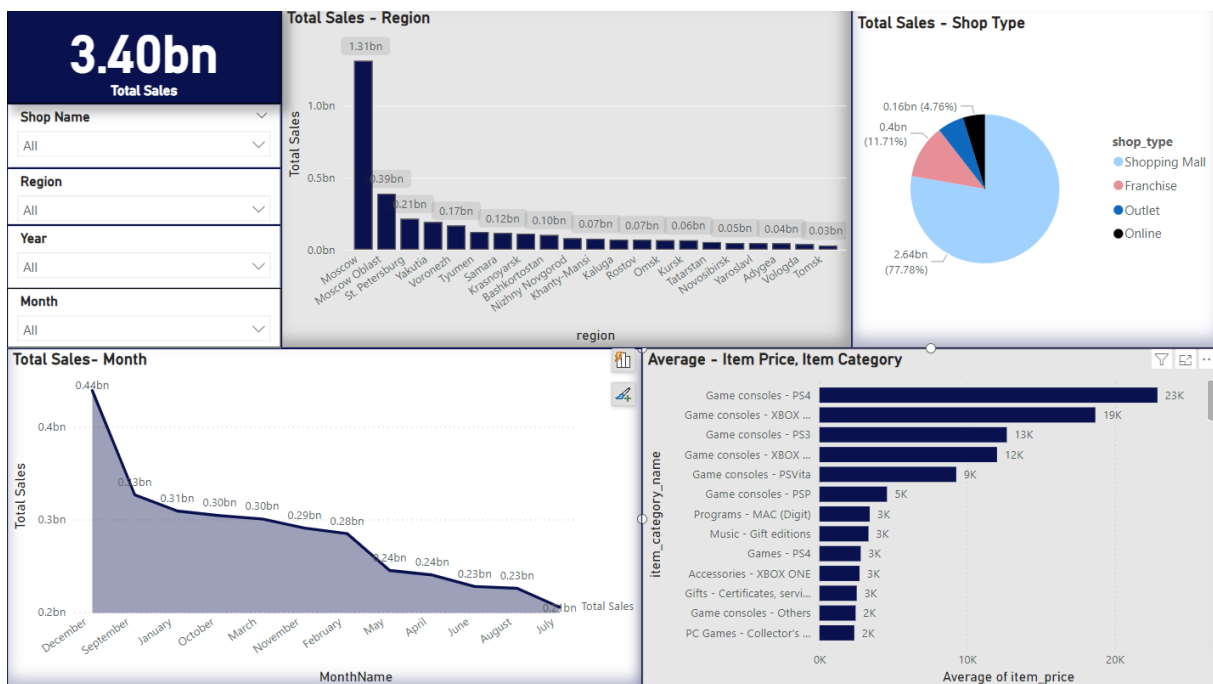 3.40bn
Total Sales
Shop Name
All
Region
All
Year
All
Month
All
Total Sales - Region
Total Sales
1.31bn
0.39bn
0.21bn
0.17bn
0.12bn
0.10bn
0.07bn
0.07bn
0.06bn
0.05bn
0.04bn
0.03bn
1.0bn
0.5bn
0.0bn
Moscow
Moscow Oblast
St. Petersburg
Yakutia
Voronezh
Tyumen
Samara
Krasnoyarsk
Bashkortostan
Nizhny Novgorod
Khanty-Mansi
Kaluga
Rostov
Omsk
Kursk
Tatarstan
Novosibirsk
Yaroslavl
Adygea
Vologda
Tomsk
region
Total Sales - Shop Type
0.16bn (4.76%)
0.4bn
(11.71%)
2.64bn
(77.78%)
shop_type
Shopping Mall
Franchise
Outlet
Online
Total Sales- Month
Total Sales
0.4bn
0.3bn
0.2bn
0.44bn
0.33bn
0.31bn
0.30bn
0.30bn
0.29bn
0.28bn
0.24bn
0.24bn
0.23bn
0.23bn
0.21bn
Total Sales
December
September
January
October
March
November
February
May
April
June
August
July
MonthName
Average - Item Price, Item Category
item_category_name
Game consoles - PS4 23K
Game consoles - XBOX ... 19K
Game consoles - PS3 13K
Game consoles - XBOX ... 12K
Game consoles - PSVita 9K
Game consoles - PSP 5K
Programs - MAC (Digit) 3K
Music - Gift editions 3K
Games - PS4 3K
Accessories - XBOX ONE 3K
Gifts - Certificates, servi... 3K
Game consoles - Others 2K
PC Games - Collector's ... 2K
0K 10K 20K
Average of item_price